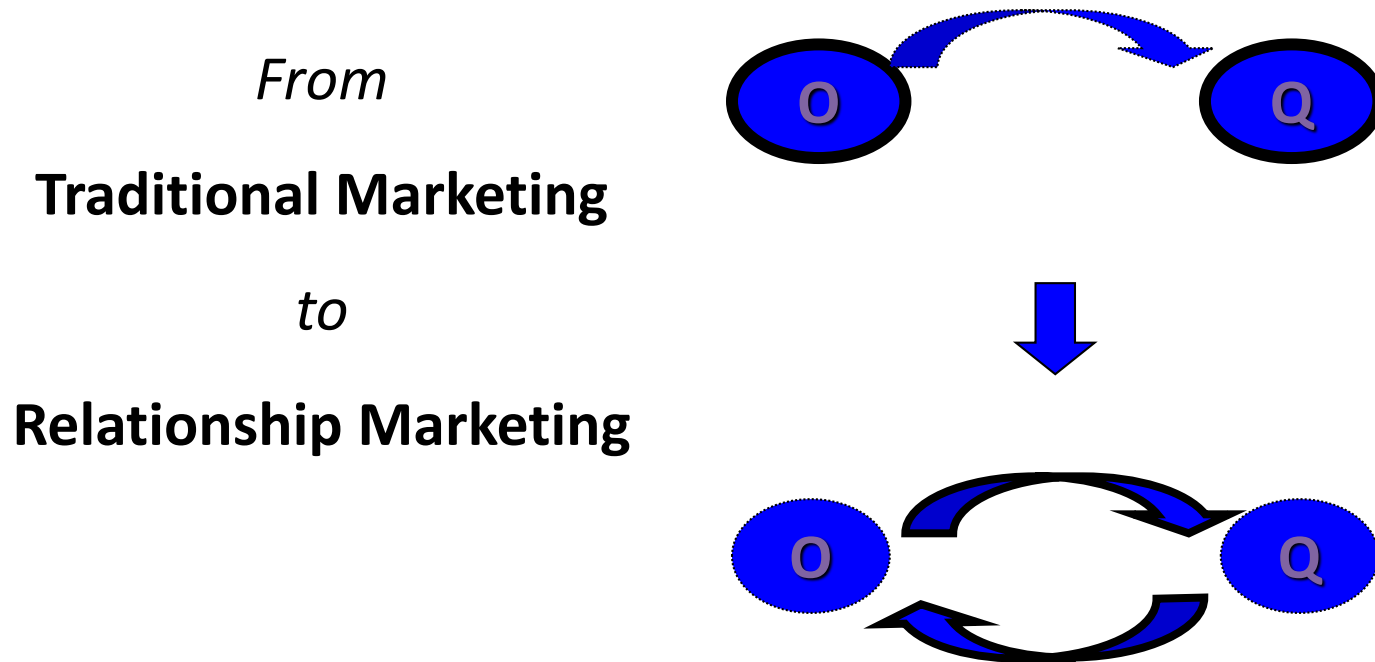 From
Traditional Marketing
to
Relationship Marketing
O
Q
O
Q